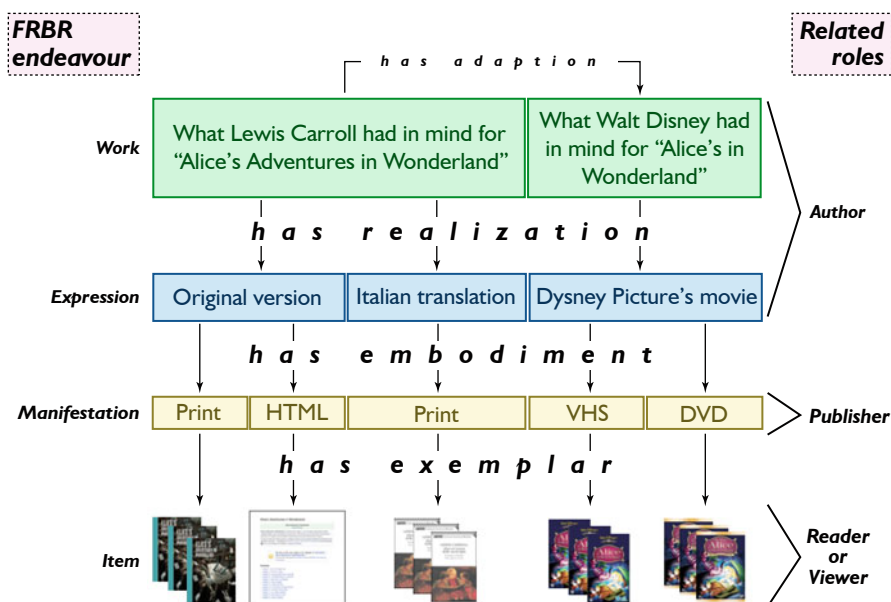 FRBR
endeavour
Related
roles
has adaption
Work
What Lewis Carroll had in mind for
“Alice’s Adventures in Wonderland”
What Walt Disney had
in mind for “Alice’s in
Wonderland”
Author
has realization
Expression
Original version
Italian translation
Dysney Picture’s movie
has embodiment
Manifestation
Print
HTML
Print
VHS
DVD
Publisher
has exemplar
Item
Alice
Alice
Reader
or
Viewer